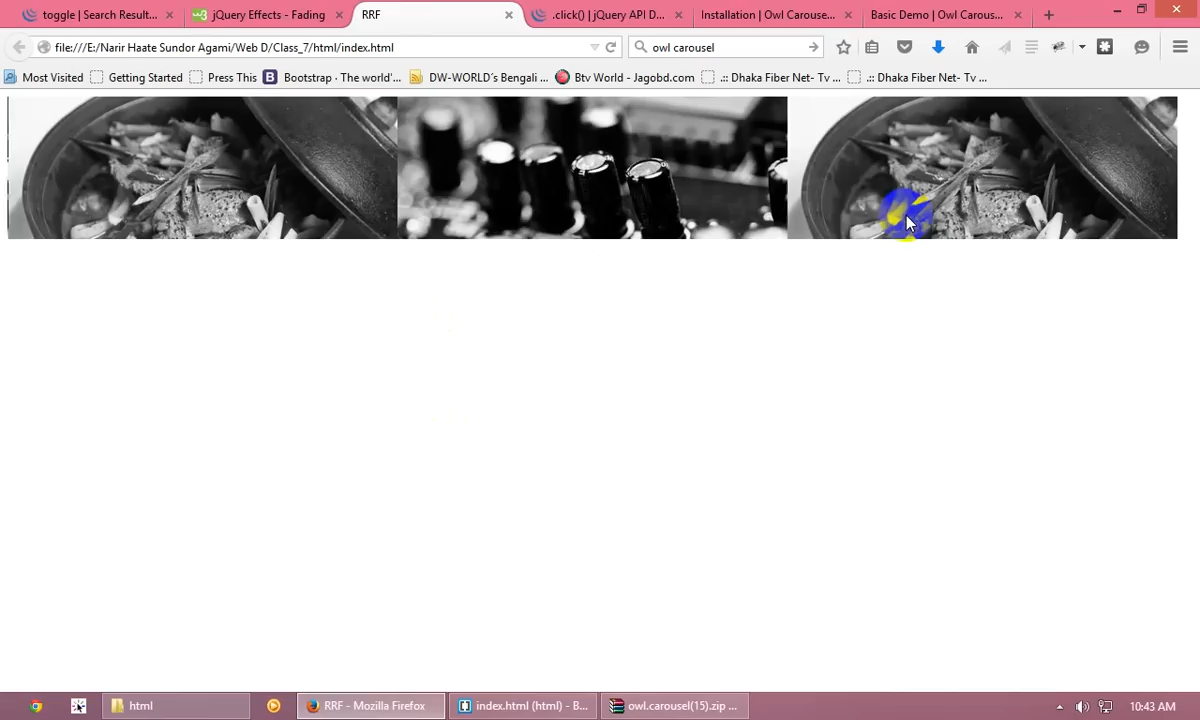 toggle | Search Result...
jQuery Effects - Fading
RRF
.click() | jQuery API D...
Installation | Owl Carouse...
Basic Demo | Owl Carous...
file:///E:/Narir Haate Sundor Agami/Web D/Class_7/html/index.html
owl carousel
Most Visited
Getting Started
Press This
B Bootstrap · The world'...
DW-WORLD´s Bengali ...
Btv World - Jagobd.com
.:: Dhaka Fiber Net- Tv ...
.:: Dhaka Fiber Net- Tv ...
html
RRF - Mozilla Firefox
index.html (html) - B...
owl.carousel(15).zip ...
10:43 AM